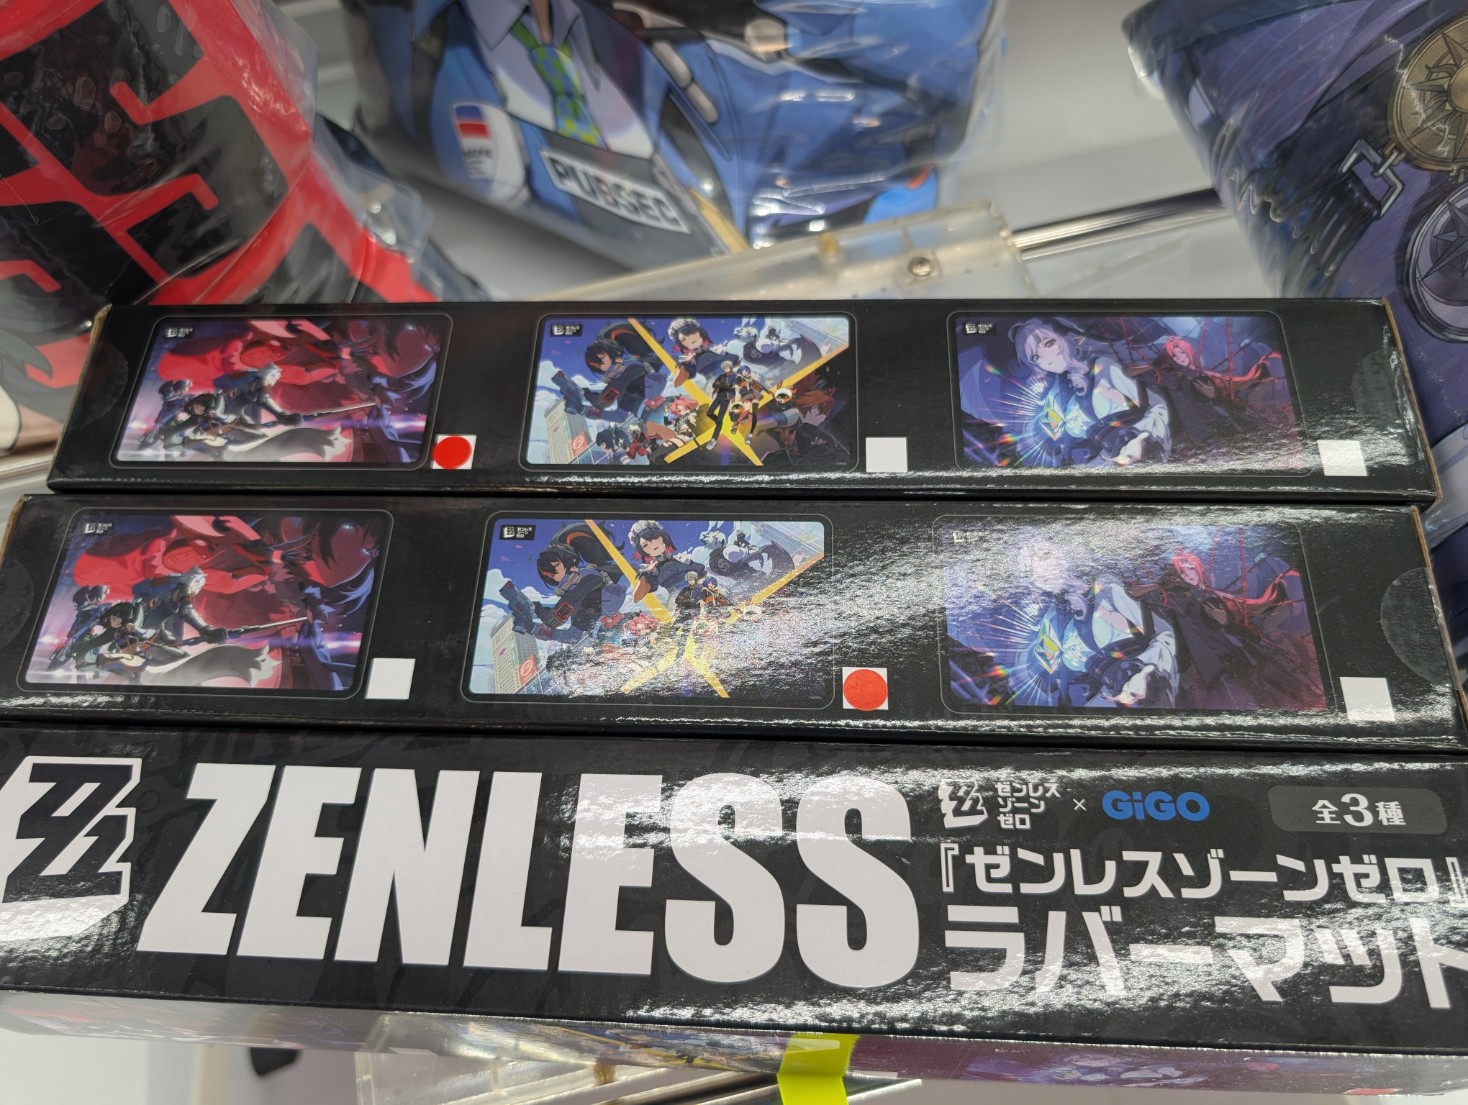 PUBSEC
ZENLESS
ゼンレス
ゾーン
ゼロ
× GiGO
全3種
『ゼンレスゾーンゼロ』
ラバーマット